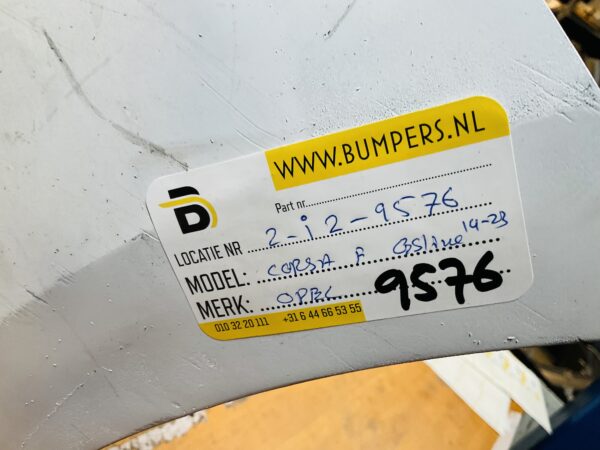 WWW.BUMPERS.NL
B
Part nr.
LOCATIE NR 2-i2-9576
MODEL: CORSA F GSline 19-23
MERK: OPEL 9576
010 32 20 111 +31 6 44 66 53 55